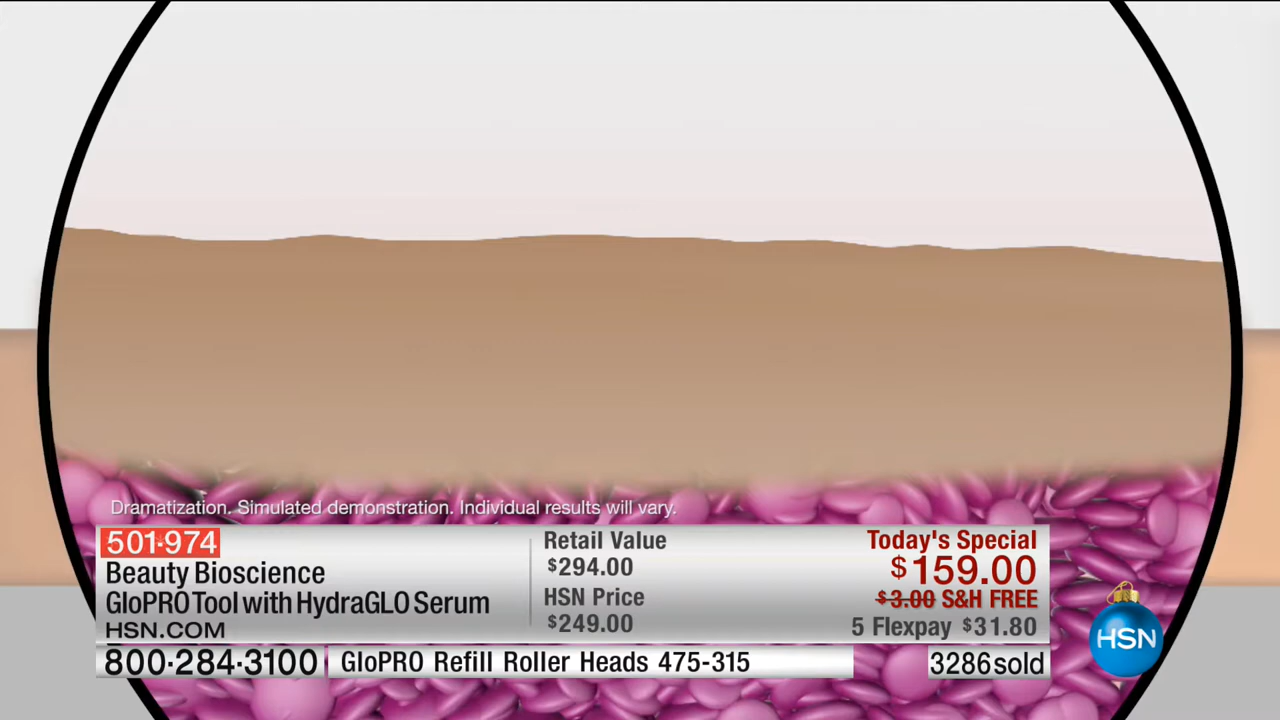 Dramatization. Simulated demonstration. Individual results will vary.
501-974
Beauty Bioscience
GloPRO Tool with HydraGLO Serum
HSN.COM
Retail Value
$294.00
HSN Price
$249.00
Today's Special
$159.00
$3.00 S&H FREE
5 Flexpay $31.80
800·284·3100
GloPRO Refill Roller Heads 475-315
3286 sold
HSN